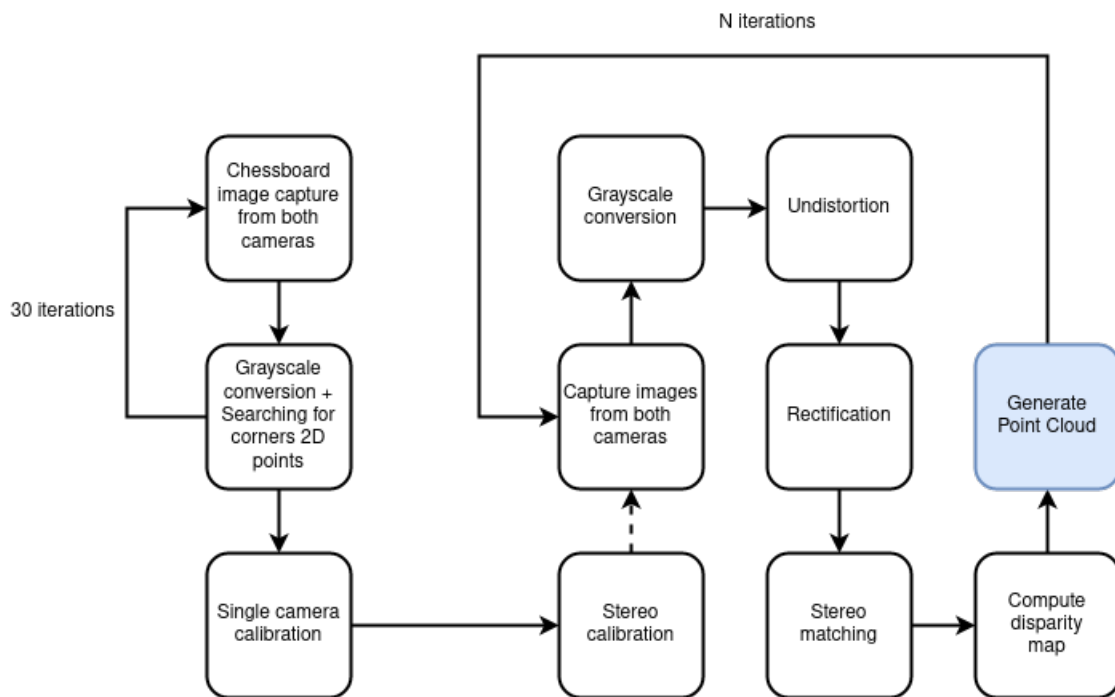 N iterations
Chessboard
image capture
from both
cameras
30 iterations
Grayscale
conversion +
Searching for
corners 2D
points
Single camera
calibration
Stereo
calibration
Capture images
from both
cameras
Grayscale
conversion
Undistortion
Rectification
Stereo
matching
Compute
disparity
map
Generate
Point Cloud